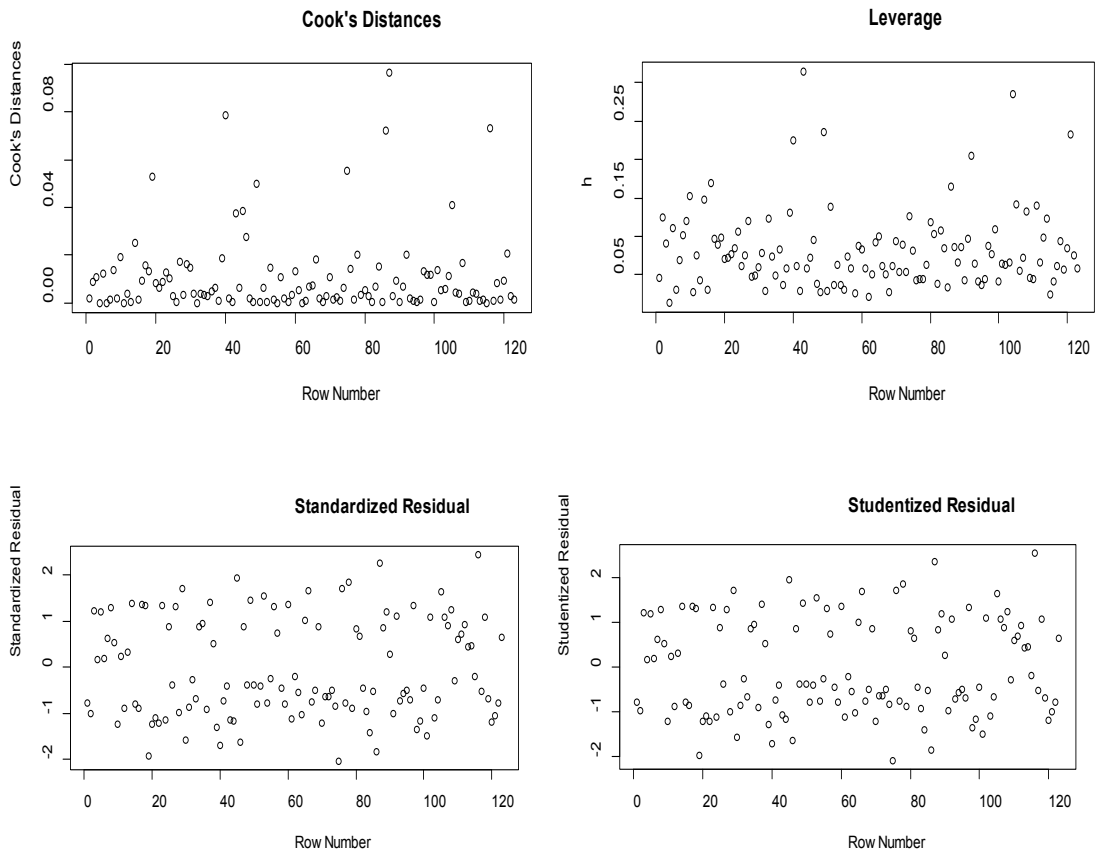 Cook's Distances
Cook's Distances
0.00 0.04 0.08
0 20 40 60 80 100 120
Row Number
Leverage
h
0.05 0.15 0.25
0 20 40 60 80 100 120
Row Number
Standardized Residual
Standardized Residual
-2 -1 0 1 2
0 20 40 60 80 100 120
Row Number
Studentized Residual
Studentized Residual
-2 -1 0 1 2
0 20 40 60 80 100 120
Row Number